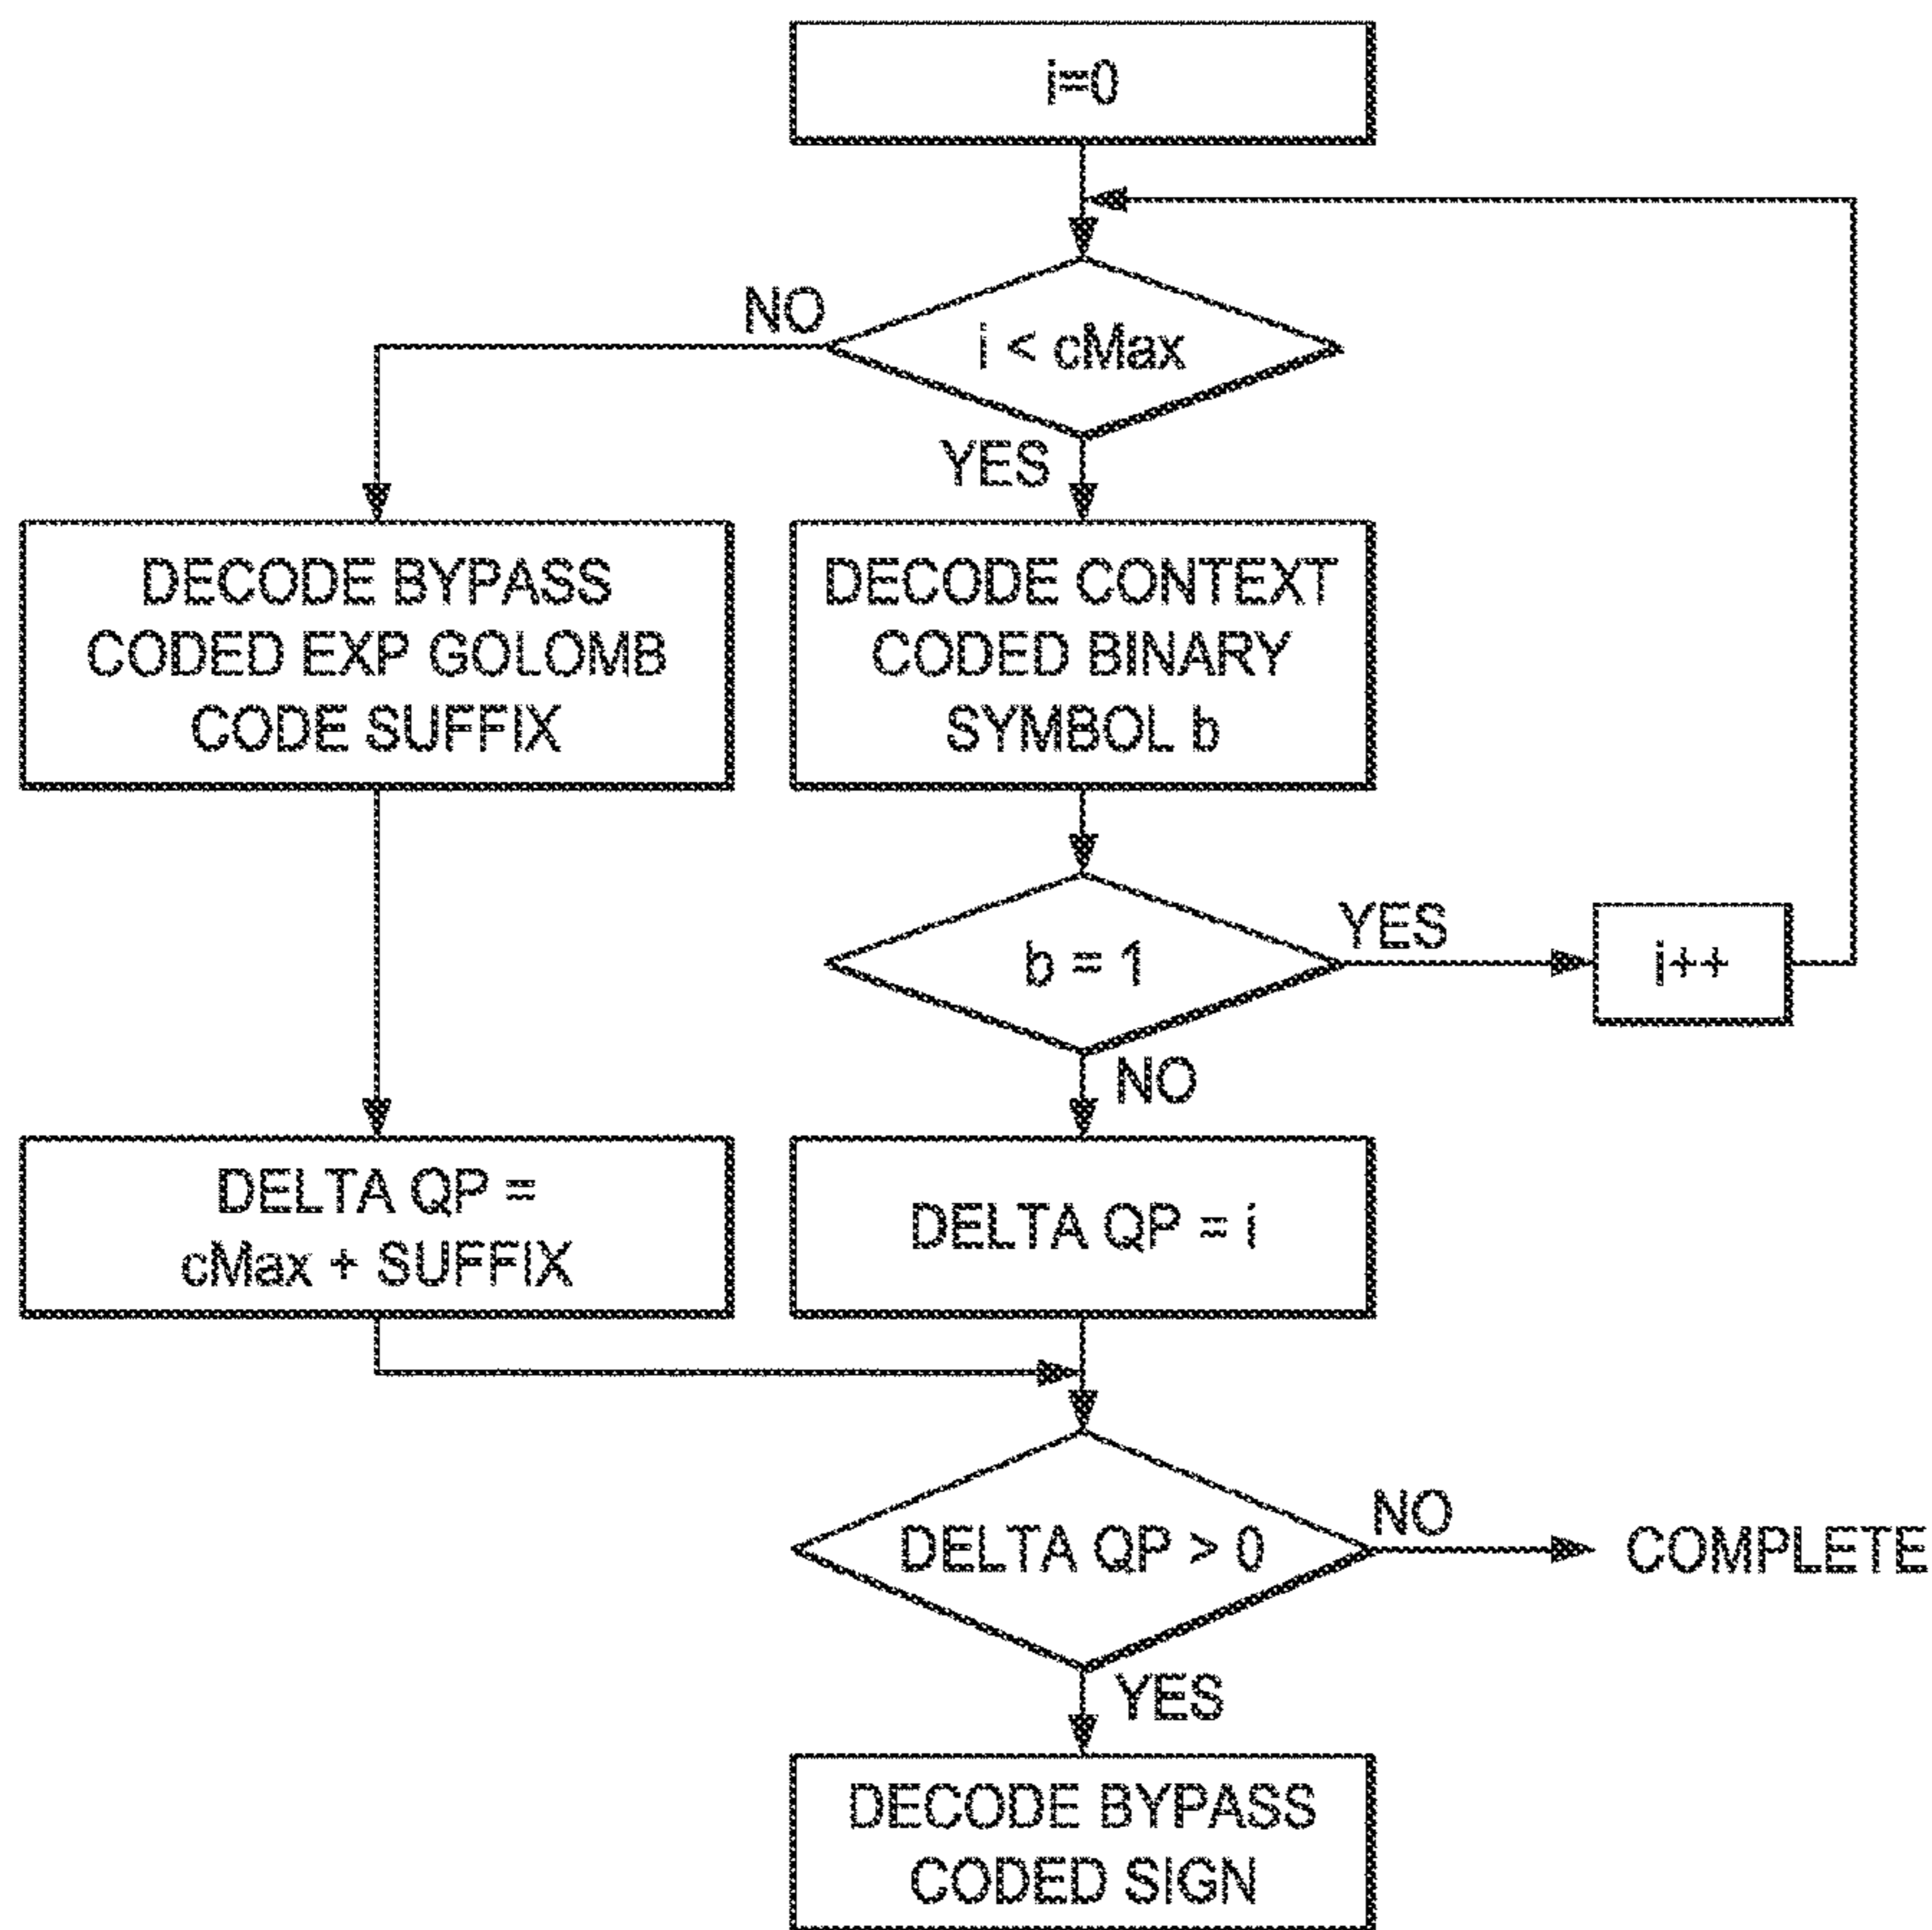 i=0
NO
i < cMax
YES
DECODE BYPASS
CODED EXP GOLOMB
CODE SUFFIX
DECODE CONTEXT
CODED BINARY
SYMBOL b
b = 1
YES
i++
NO
DELTA QP =
cMax + SUFFIX
DELTA QP = i
DELTA QP > 0
NO
COMPLETE
YES
DECODE BYPASS
CODED SIGN